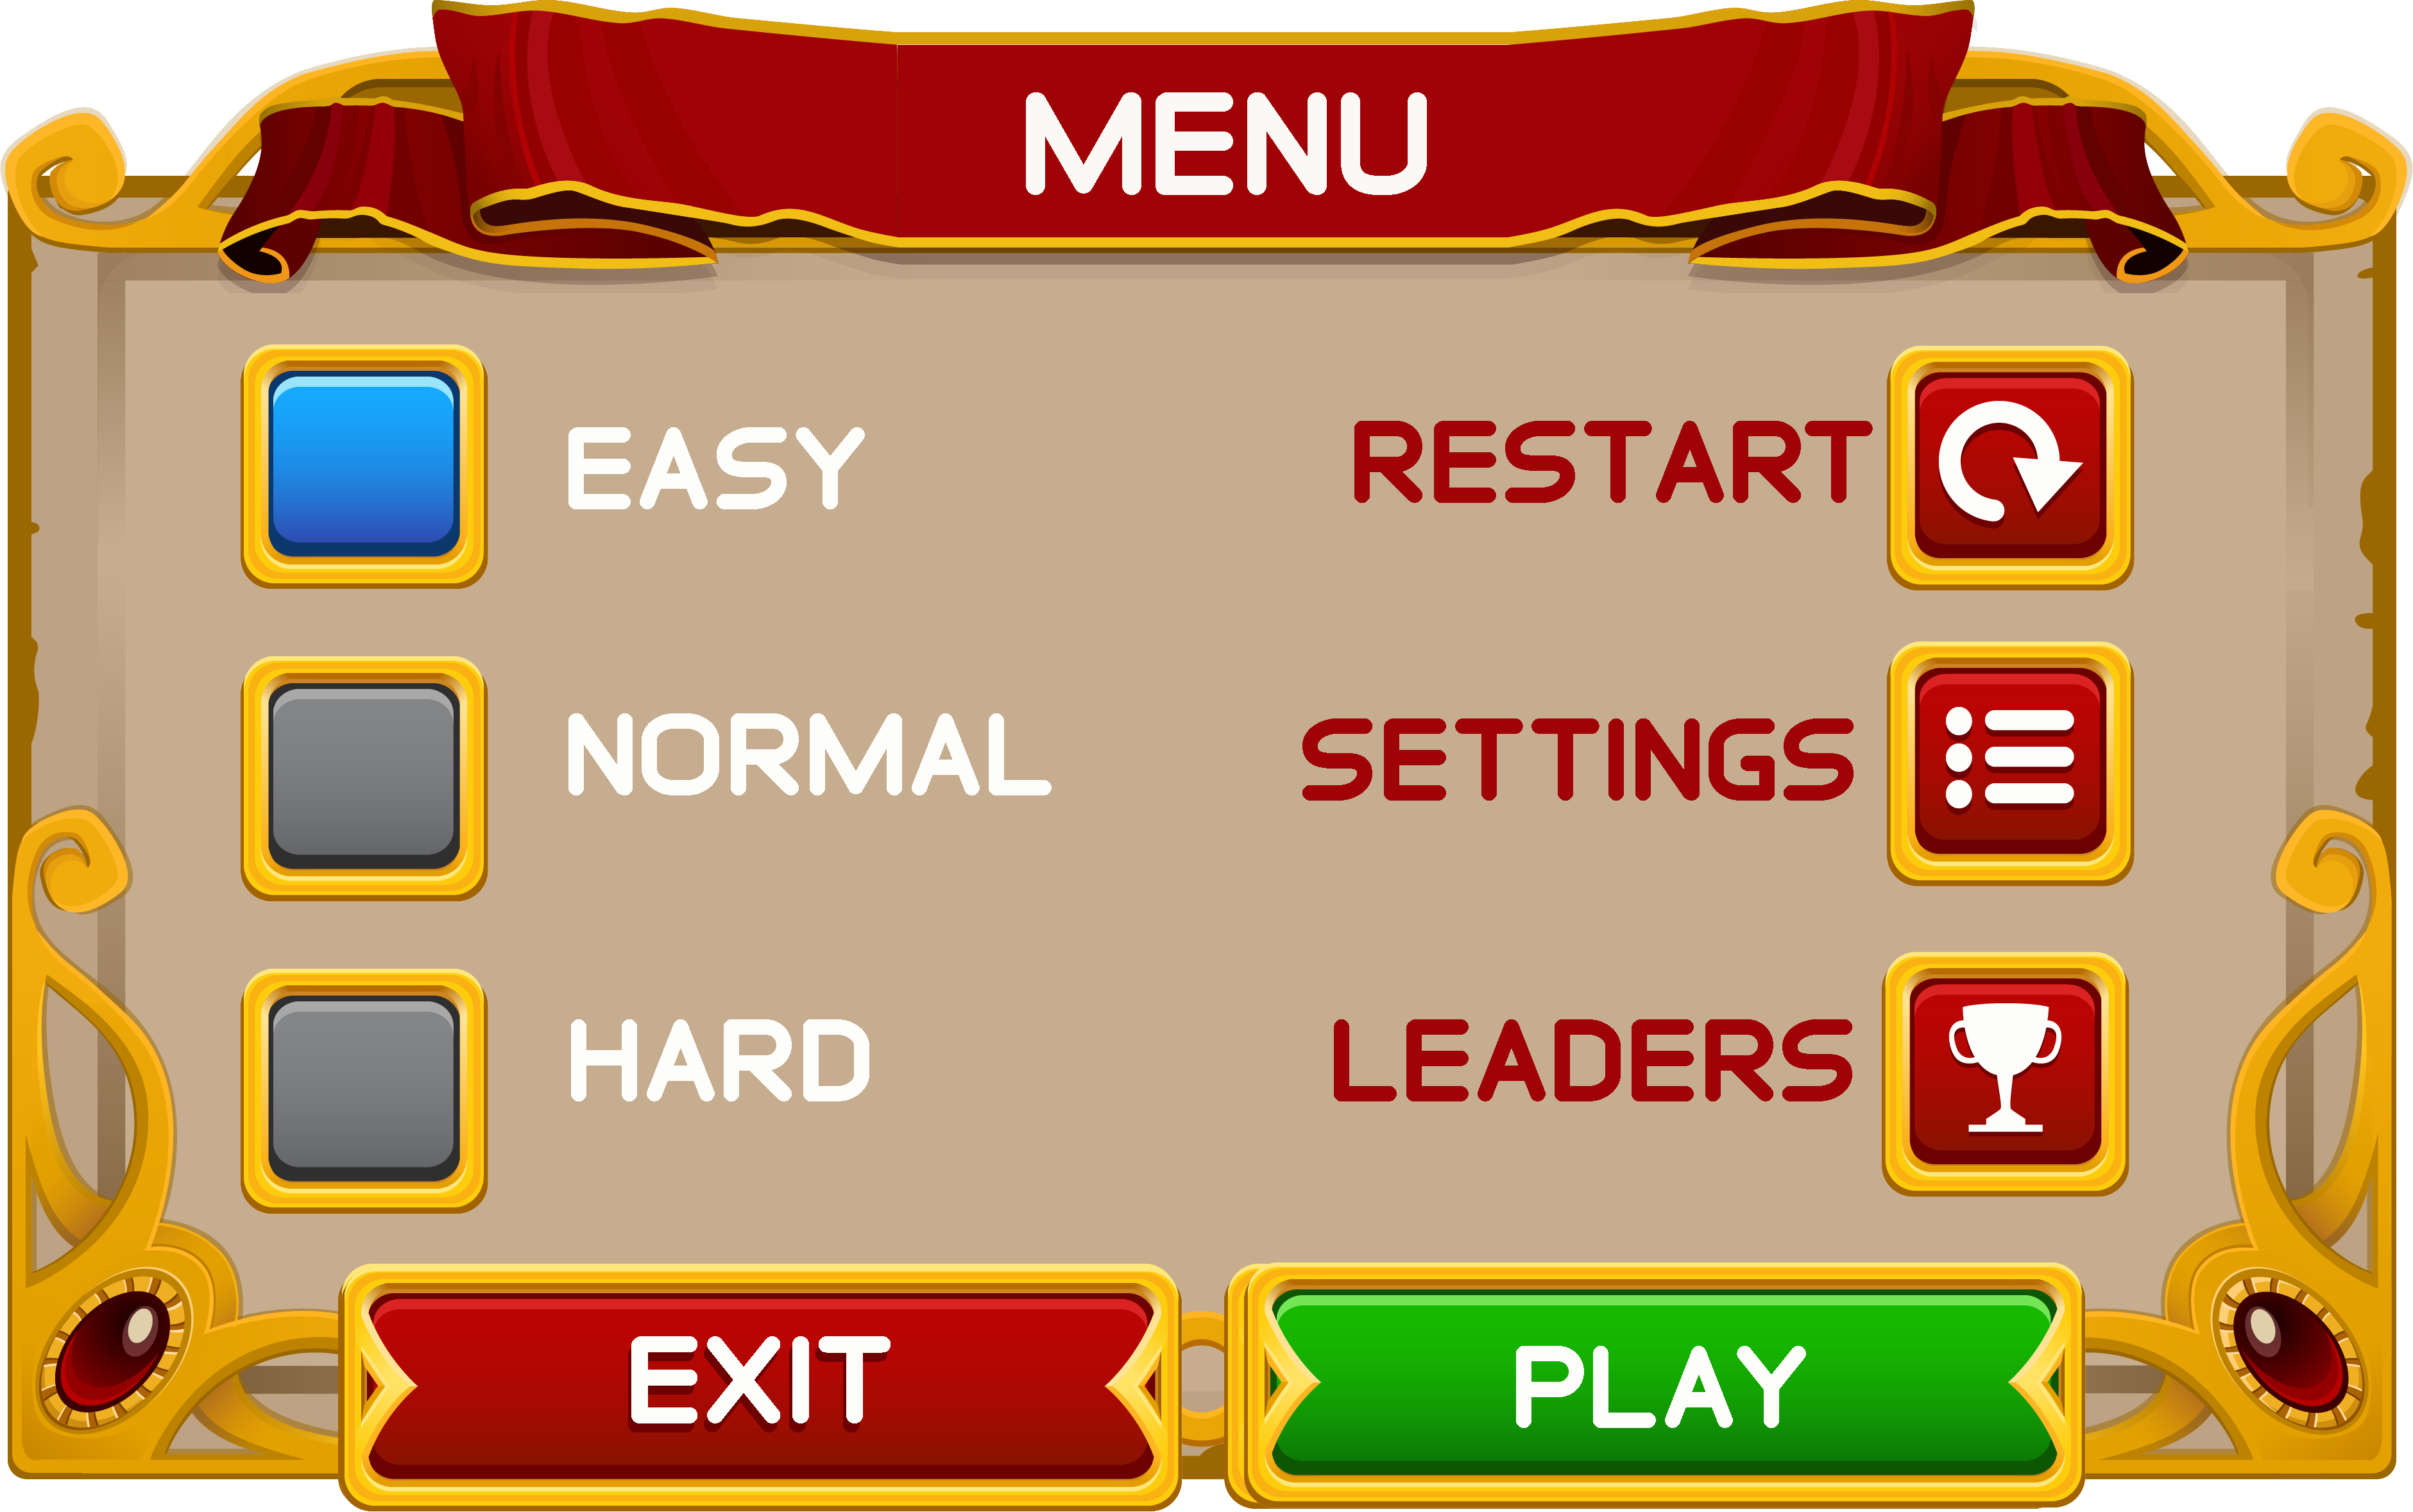 MENU
EASY
RESTART
NORMAL
SETTINGS
HARD
LEADERS
EXIT
PLAY